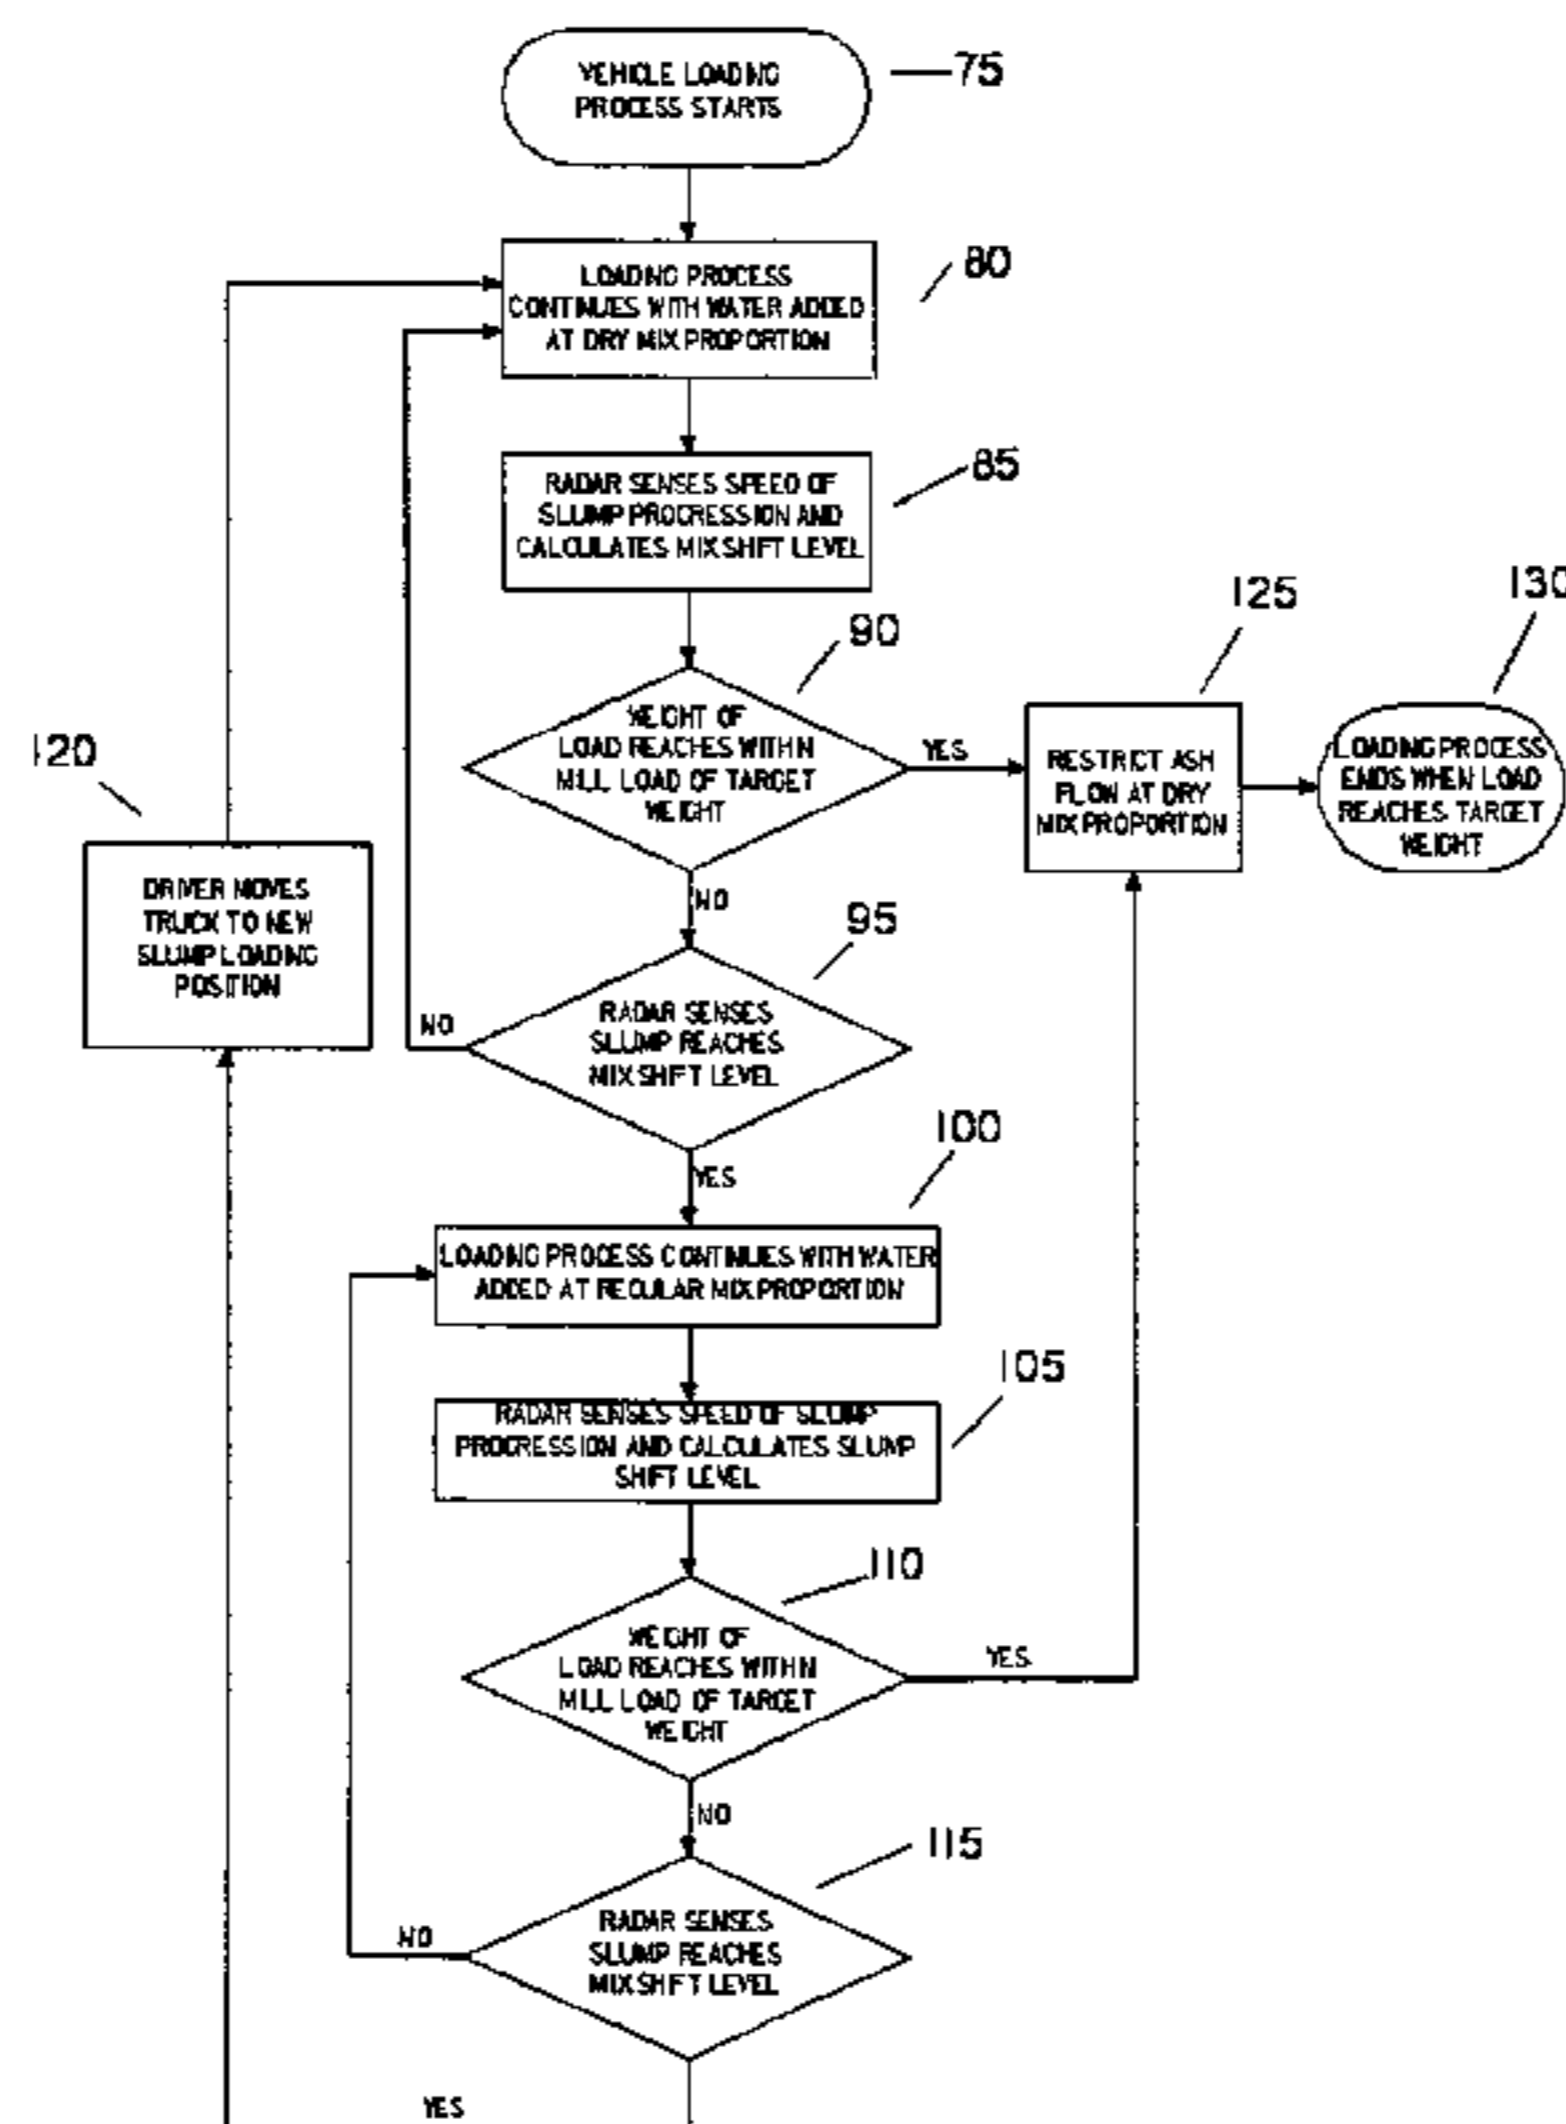 VEHICLE LOADING
PROCESS STARTS
75
LOADING PROCESS
CONTINUES WITH WATER ADDED
AT DRY MIX PROPORTION
80
RADAR SENSES SPEED OF
SLUMP PROGRESSION AND
CALCULATES MIX SHIFT LEVEL
85
90
WEIGHT OF
LOAD REACHES WITHIN
MILL LOAD OF TARGET
WEIGHT
YES
NO
125
RESTRICT ASH
FLOW AT DRY
MIX PROPORTION
130
LOADING PROCESS
ENDS WHEN LOAD
REACHES TARGET
WEIGHT
120
DRIVER MOVES
TRUCK TO NEW
SLUMP LOADING
POSITION
95
RADAR SENSES
SLUMP REACHES
MIX SHIFT LEVEL
NO
YES
100
LOADING PROCESS CONTINUES WITH WATER
ADDED AT REGULAR MIX PROPORTION
105
RADAR SENSES SPEED OF SLUMP
PROGRESSION AND CALCULATES SLUMP
SHIFT LEVEL
110
WEIGHT OF
LOAD REACHES WITHIN
MILL LOAD OF TARGET
WEIGHT
YES
NO
115
RADAR SENSES
SLUMP REACHES
MIX SHIFT LEVEL
NO
YES